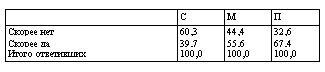 С М П
Скорее нет 60,3 44,4 32,6
Скорее да 39,7 55,6 67,4
Итого ответивших 100,0 100,0 100,0